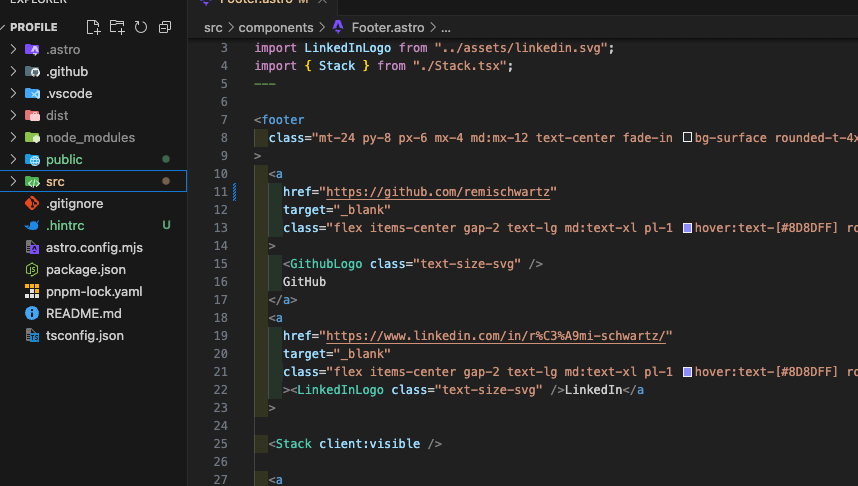 EXPLORER
PROFILE
.astro
.github
.vscode
dist
node_modules
public
src
.gitignore
.hintrc U
astro.config.mjs
package.json
pnpm-lock.yaml
README.md
tsconfig.json
Footer.astro M
src > components > Footer.astro > ...
3 import LinkedInLogo from "../assets/linkedin.svg";
4 import { Stack } from "./Stack.tsx";
5 ---
6
7 <footer
8 class="mt-24 py-8 px-6 mx-4 md:mx-12 text-center fade-in bg-surface rounded-t-4x
9 >
10 <a
11 href="https://github.com/remischwartz"
12 target="_blank"
13 class="flex items-center gap-2 text-lg md:text-xl pl-1 hover:text-[#8D8DFF] ro
14 >
15 <GithubLogo class="text-size-svg" />
16 GitHub
17 </a>
18 <a
19 href="https://www.linkedin.com/in/r%C3%A9mi-schwartz/"
20 target="_blank"
21 class="flex items-center gap-2 text-lg md:text-xl pl-1 hover:text-[#8D8DFF] ro
22 ><LinkedInLogo class="text-size-svg" />LinkedIn</a
23 >
24
25 <Stack client:visible />
26
27 <a